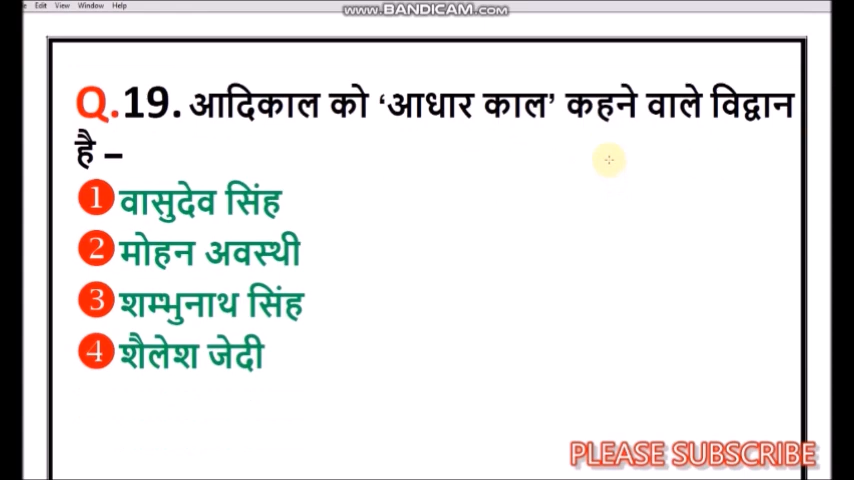 Edit View Window Help
www.BANDICAM.com
Q.19. आदिकाल को ‘आधार काल’ कहने वाले विद्वान
है –
1 वासुदेव सिंह
2 मोहन अवस्थी
3 शम्भुनाथ सिंह
4 शैलेश जेदी
PLEASE SUBSCRIBE